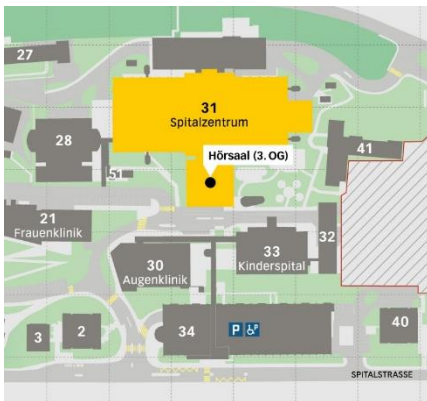 27
31
Spitalzentrum
28
Hörsaal (3. OG)
41
51
21
Frauenklinik
32
33
Kinderspital
30
Augenklinik
3
2
34
P
P
40
SPITALSTRASSE